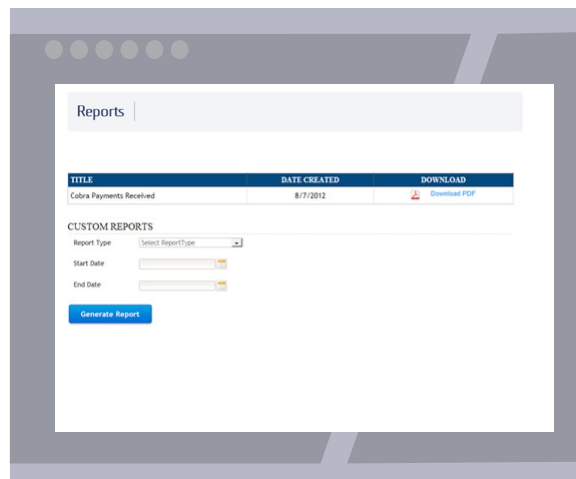 Reports
TITLE DATE CREATED DOWNLOAD
Cobra Payments Received 8/7/2012 Download PDF
CUSTOM REPORTS
Report Type Select ReportType
Start Date
End Date
Generate Report